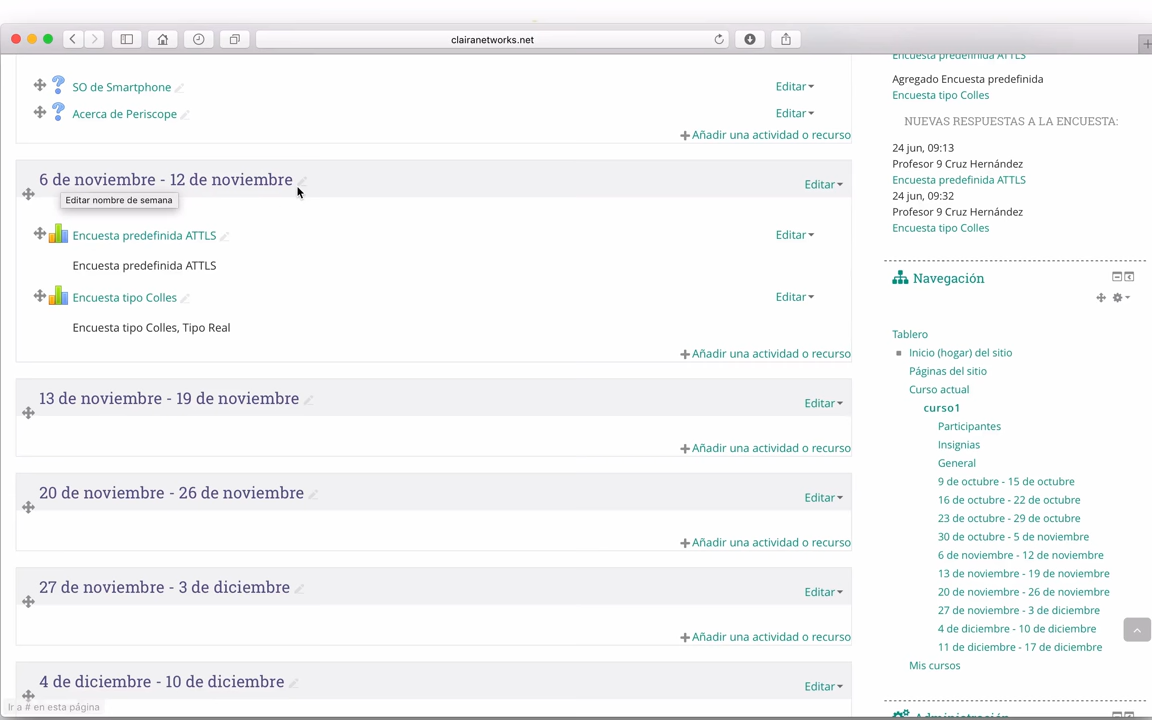 clairanetworks.net
SO de Smartphone
Editar
Acerca de Periscope
Editar
Añadir una actividad o recurso
6 de noviembre - 12 de noviembre
Editar
Editar nombre de semana
Encuesta predefinida ATTLS
Editar
Encuesta predefinida ATTLS
Encuesta tipo Colles
Editar
Encuesta tipo Colles, Tipo Real
Añadir una actividad o recurso
13 de noviembre - 19 de noviembre
Editar
Añadir una actividad o recurso
20 de noviembre - 26 de noviembre
Editar
Añadir una actividad o recurso
27 de noviembre - 3 de diciembre
Editar
Añadir una actividad o recurso
4 de diciembre - 10 de diciembre
Editar
Ir a # en esta página
Encuesta predefinida ATTLS
Agregado Encuesta predefinida
Encuesta tipo Colles
NUEVAS RESPUESTAS A LA ENCUESTA:
24 jun, 09:13
Profesor 9 Cruz Hernández
Encuesta predefinida ATTLS
24 jun, 09:32
Profesor 9 Cruz Hernández
Encuesta tipo Colles
Navegación
Tablero
Inicio (hogar) del sitio
Páginas del sitio
Curso actual
curso1
Participantes
Insignias
General
9 de octubre - 15 de octubre
16 de octubre - 22 de octubre
23 de octubre - 29 de octubre
30 de octubre - 5 de noviembre
6 de noviembre - 12 de noviembre
13 de noviembre - 19 de noviembre
20 de noviembre - 26 de noviembre
27 de noviembre - 3 de diciembre
4 de diciembre - 10 de diciembre
11 de diciembre - 17 de diciembre
Mis cursos
Administración